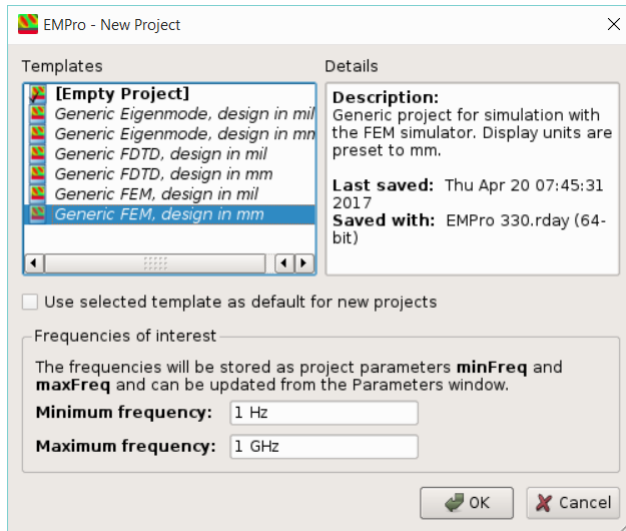 EMPro - New Project
Templates
[Empty Project]
Generic Eigenmode, design in mil
Generic Eigenmode, design in mm
Generic FDTD, design in mil
Generic FDTD, design in mm
Generic FEM, design in mil
Generic FEM, design in mm
Details
Description:
Generic project for simulation with
the FEM simulator. Display units are
preset to mm.
Last saved: Thu Apr 20 07:45:31
2017
Saved with: EMPro 330.rday (64-
bit)
Use selected template as default for new projects
Frequencies of interest
The frequencies will be stored as project parameters minFreq and
maxFreq and can be updated from the Parameters window.
Minimum frequency: 1 Hz
Maximum frequency: 1 GHz
OK
Cancel